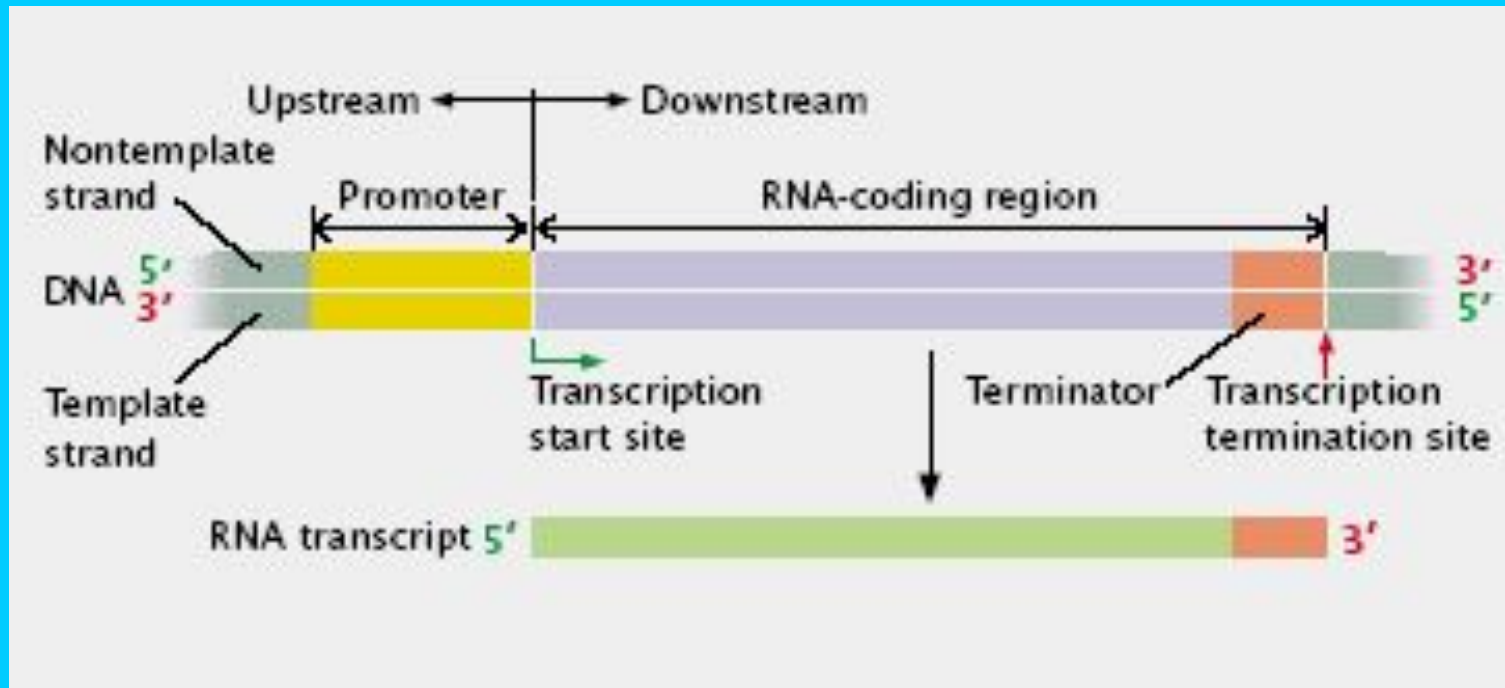 Upstream
Downstream
Nontemplate
strand
Promoter
RNA-coding region
DNA
5′
3′
3′
5′
Template
strand
Transcription
start site
Terminator
Transcription
termination site
RNA transcript 5′
3′